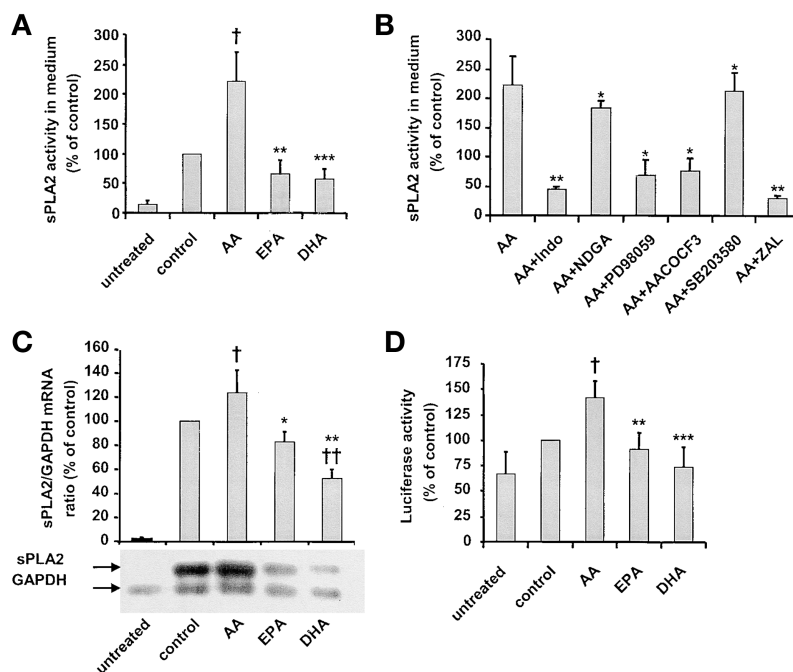 A
sPLA2 activity in medium
(% of control)
300
250
200
150
100
50
0
†
**
***
untreated
control
AA
EPA
DHA
B
sPLA2 activity in medium
(% of control)
300
250
200
150
100
50
0
**
*
*
*
*
**
AA
AA+Indo
AA+NDGA
AA+PD98059
AA+AACOCF3
AA+SB203580
AA+ZAL
C
sPLA2/GAPDH mRNA
ratio (% of control)
160
140
120
100
80
60
40
20
0
†
*
**
††
sPLA2
GAPDH
untreated
control
AA
EPA
DHA
D
Luciferase activity
(% of control)
175
150
125
100
75
50
25
0
†
**
***
untreated
control
AA
EPA
DHA